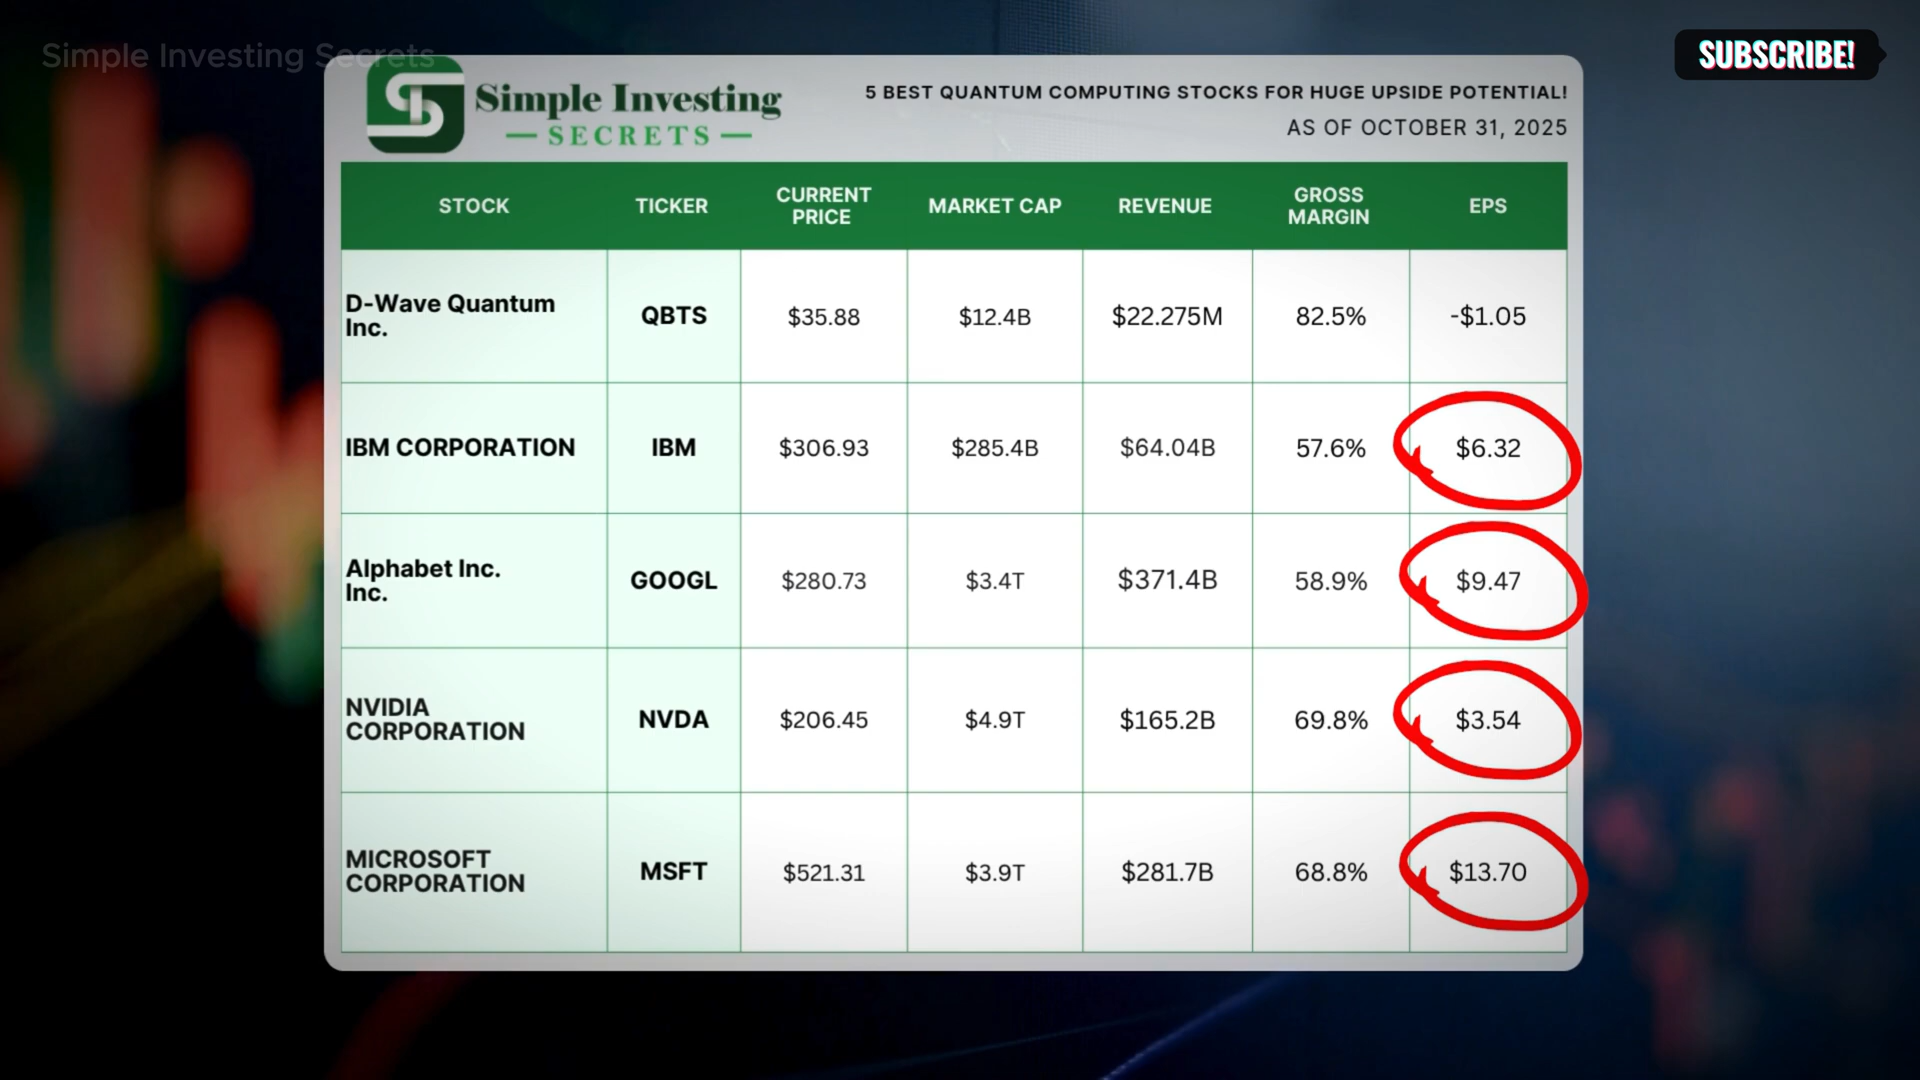 Simple Investing Secrets
SUBSCRIBE!
Simple Investing
SECRETS
5 BEST QUANTUM COMPUTING STOCKS FOR HUGE UPSIDE POTENTIAL!
AS OF OCTOBER 31, 2025
STOCK TICKER CURRENT PRICE MARKET CAP REVENUE GROSS MARGIN EPS
D-Wave Quantum Inc. QBTS $35.88 $12.4B $22.275M 82.5% -$1.05
IBM CORPORATION IBM $306.93 $285.4B $64.04B 57.6% $6.32
Alphabet Inc. Inc. GOOGL $280.73 $3.4T $371.4B 58.9% $9.47
NVIDIA CORPORATION NVDA $206.45 $4.9T $165.2B 69.8% $3.54
MICROSOFT CORPORATION MSFT $521.31 $3.9T $281.7B 68.8% $13.70